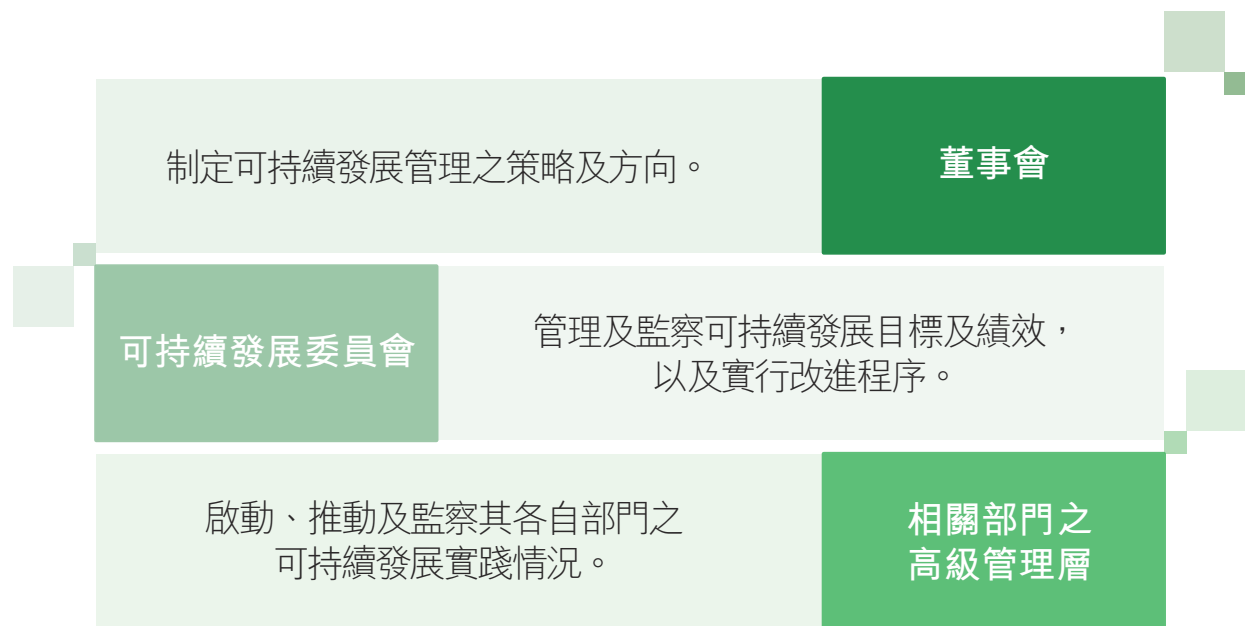 制定可持續發展管理之策略及方向。
董事會
可持續發展委員會
管理及監察可持續發展目標及績效，
以及實行改進程序。
啟動、推動及監察其各自部門之
可持續發展實踐情況。
相關部門之
高級管理層